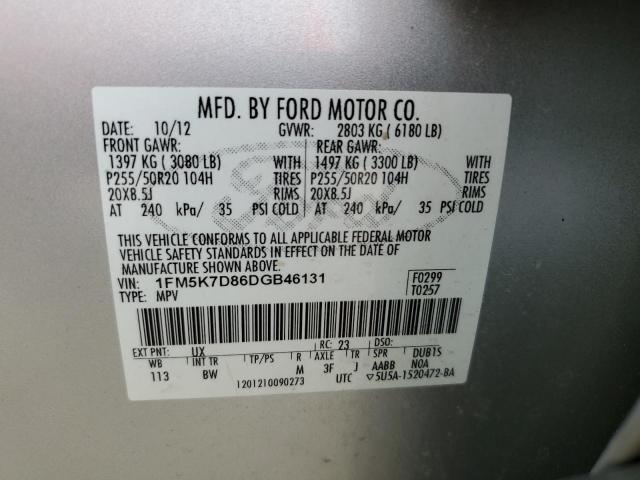 MFD. BY FORD MOTOR CO.
DATE: 10/12 GVWR: 2803 KG ( 6180 LB)
FRONT GAWR: REAR GAWR:
1397 KG ( 3080 LB) WITH 1497 KG ( 3300 LB) WITH
P255/50R20 104H TIRES P255/50R20 104H TIRES
20X8.5J RIMS 20X8.5J RIMS
AT 240 kPa/ 35 PSI COLD AT 240 kPa/ 35 PSI COLD
THIS VEHICLE CONFORMS TO ALL APPLICABLE FEDERAL MOTOR
VEHICLE SAFETY STANDARDS IN EFFECT ON THE DATE OF
MANUFACTURE SHOWN ABOVE.
VIN: 1FM5K7D86DGB46131 F0299
TYPE: MPV T0257
EXT PNT: UX RC: 23 DSO:
WB INT TR TP/PS R AXLE TR SPR DUB1S
113 BW M 3F J AABB N0A
1201210090273 UTC ▽5U5A-1520472-BA